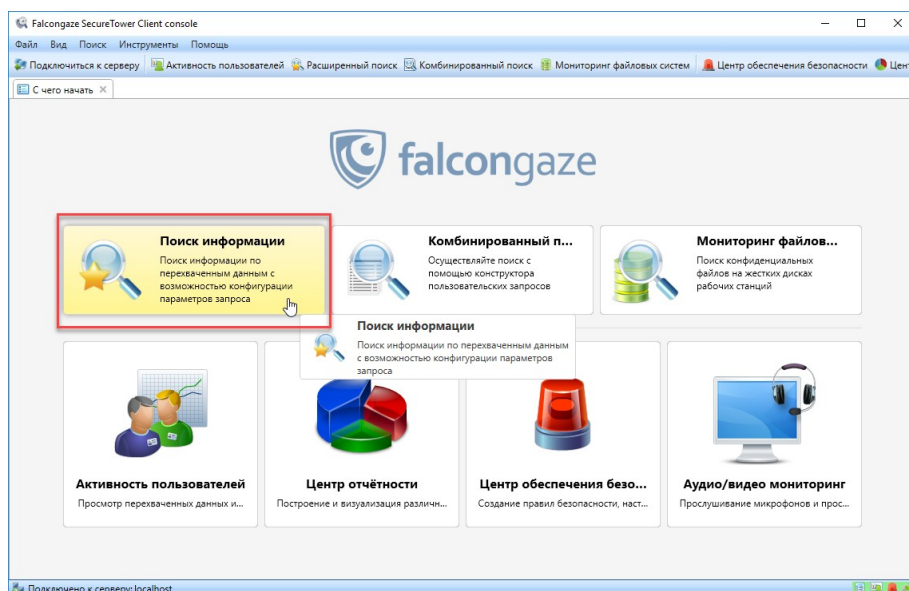 Falcongaze SecureTower Client console
Файл Вид Поиск Инструменты Помощь
Подключиться к серверу Активность пользователей Расширенный поиск Комбинированный поиск Мониторинг файловых систем Центр обеспечения безопасности Цен
С чего начать
falcongaze
Поиск информации
Поиск информации по
перехваченным данным с
возможностью конфигурации
параметров запроса
Комбинированный п...
Осуществляйте поиск с
помощью конструктора
пользовательских запросов
Мониторинг файлов...
Поиск конфиденциальных
файлов на жестких дисках
рабочих станций
Поиск информации
Поиск информации по перехваченным данным
с возможностью конфигурации параметров
запроса
Активность пользователей
Просмотр перехваченных данных и...
Центр отчётности
Построение и визуализация различн...
Центр обеспечения безо...
Создание правил безопасности, наст...
Аудио/видео мониторинг
Прослушивание микрофонов и прос...
Подключено к серверу: localhost